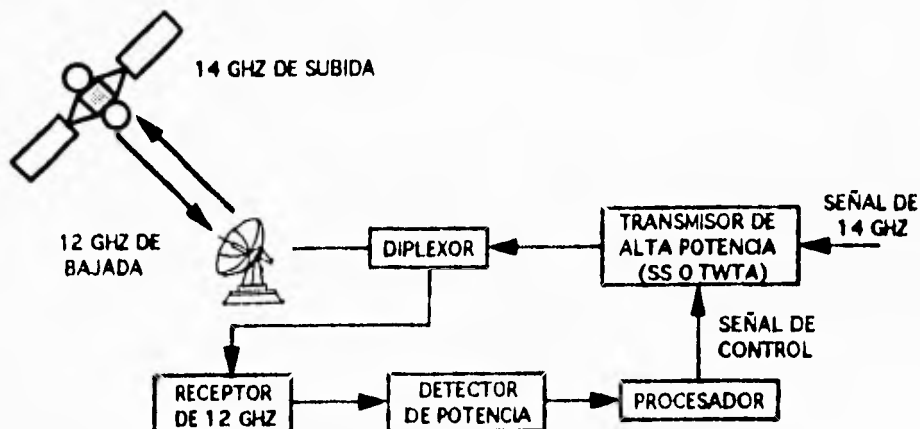 14 GHZ DE SUBIDA
12 GHZ DE
BAJADA
DIPLEXOR
TRANSMISOR DE
ALTA POTENCIA
(SS O TWTA)
SEÑAL DE
14 GHZ
SEÑAL DE
CONTROL
RECEPTOR
DE 12 GHZ
DETECTOR
DE POTENCIA
PROCESADOR